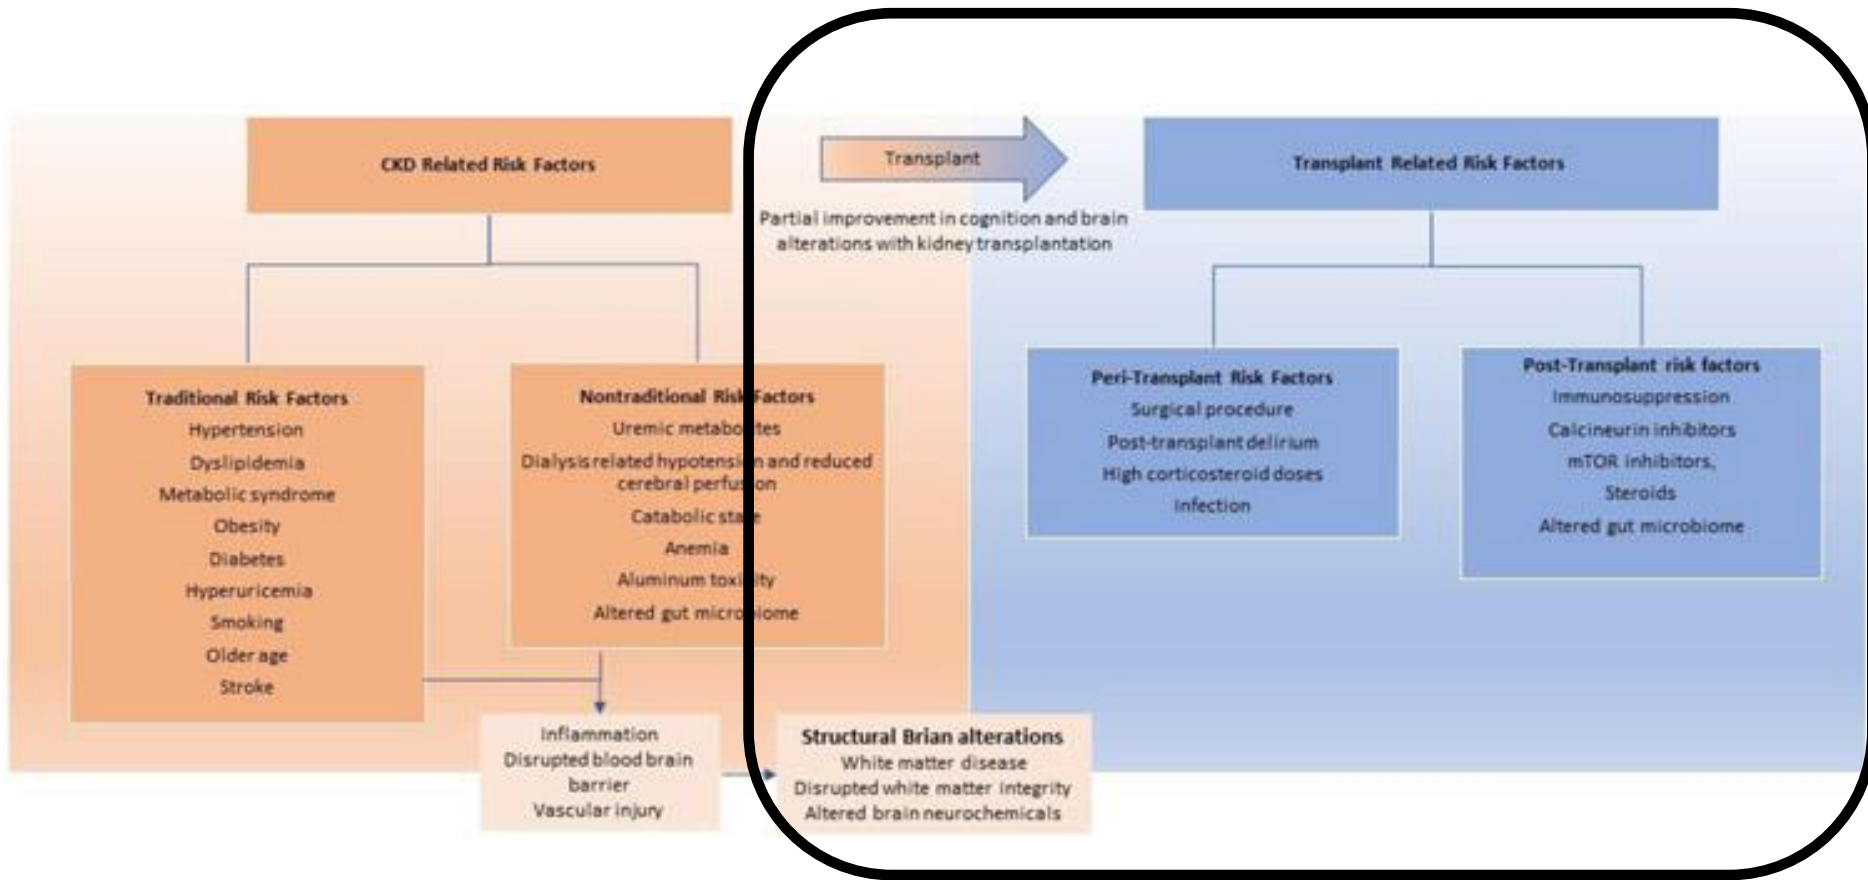 CKD Related Risk Factors
Transplant
Partial improvement in cognition and brain
alterations with kidney transplantation
Transplant Related Risk Factors
Traditional Risk Factors
Hypertension
Dyslipidemia
Metabolic syndrome
Obesity
Diabetes
Hyperuricemia
Smoking
Older age
Stroke
Nontraditional Risk Factors
Uremic metabolites
Dialysis related hypotension and reduced
cerebral perfusion
Catabolic state
Anemia
Aluminum toxicity
Altered gut microbiome
Peri-Transplant Risk Factors
Surgical procedure
Post-transplant delirium
High corticosteroid doses
Infection
Post-Transplant risk factors
Immunosuppression
Calcineurin inhibitors
mTOR inhibitors,
Steroids
Altered gut microbiome
Inflammation
Disrupted blood brain
barrier
Vascular injury
Structural Brian alterations
White matter disease
Disrupted white matter integrity
Altered brain neurochemicals